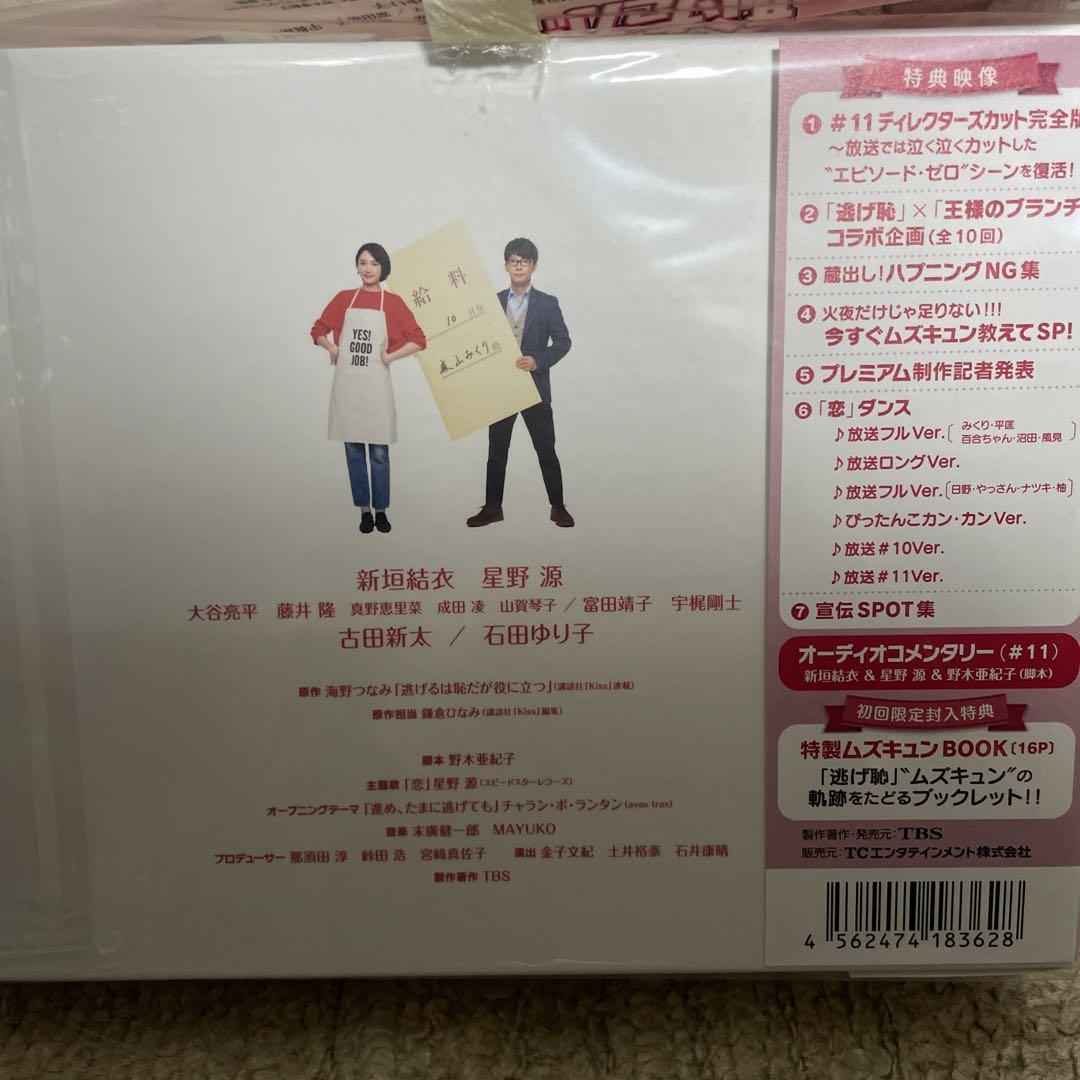 給料
10 月分
森山みくり殿
YES!
GOOD
JOB!
新垣結衣 星野 源
大谷亮平 藤井 隆 真野恵里菜 成田 凌 山賀琴子 / 富田靖子 宇梶剛士
古田新太 / 石田ゆり子
原作 海野つなみ「逃げるは恥だが役に立つ」(講談社「Kiss」連載)
原作担当 鎌倉ひなみ(講談社「Kiss」編集)
脚本 野木亜紀子
主題歌「恋」星野 源(スピードスターレコーズ)
オープニングテーマ「進め、たまに逃げても」チャラン・ポ・ランタン(avex trax)
音楽 末廣健一郎 MAYUKO
プロデューサー 那須田 淳 峠田 浩 宮﨑真佐子 演出 金子文紀 土井裕泰 石井康晴
製作著作 TBS
特典映像
① #11ディレクターズカット完全版
〜放送では泣く泣くカットした
"エピソード・ゼロ"シーンを復活!
② 「逃げ恥」×「王様のブランチ
コラボ企画(全10回)
③ 蔵出し!ハプニングNG集
④ 火夜だけじゃ足りない!!!
今すぐムズキュン教えてSP!
⑤ プレミアム制作記者発表
⑥ 「恋」ダンス
♪放送フルVer.[みくり・平匡
百合ちゃん・沼田・風見]
♪放送ロングVer.
♪放送フルVer.[日野・やっさん・ナツキ・柚]
♪ぴったんこカン・カンVer.
♪放送#10Ver.
♪放送#11Ver.
⑦ 宣伝SPOT集
オーディオコメンタリー(#11)
新垣結衣&星野 源&野木亜紀子(脚本)
初回限定封入特典
特製ムズキュンBOOK[16P]
「逃げ恥」"ムズキュン"の
軌跡をたどるブックレット!!
製作著作・発売元:TBS
販売元:TCエンタテインメント株式会社
4 562474 183628